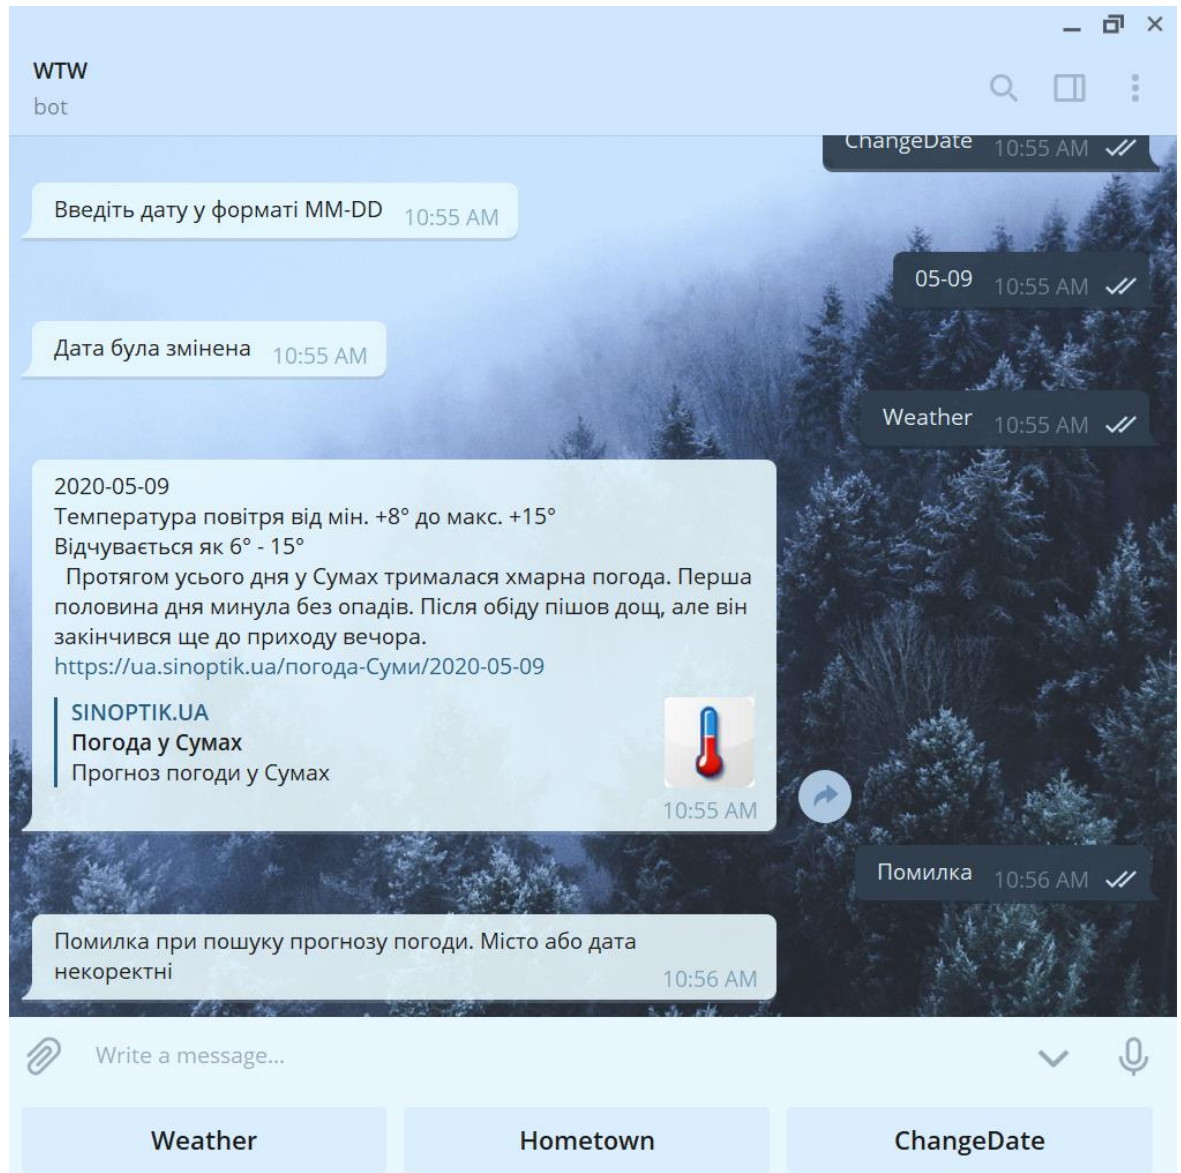 WTW
bot
ChangeDate 10:55 AM
Введіть дату у форматі MM-DD 10:55 AM
05-09 10:55 AM
Дата була змінена 10:55 AM
Weather 10:55 AM
2020-05-09
Температура повітря від мін. +8° до макс. +15°
Відчувається як 6° - 15°
Протягом усього дня у Сумах трималася хмарна погода. Перша
половина дня минула без опадів. Після обіду пішов дощ, але він
закінчився ще до приходу вечора.
https://ua.sinoptik.ua/погода-Суми/2020-05-09
SINOPTIK.UA
Погода у Сумах
Прогноз погоди у Сумах
10:55 AM
Помилка 10:56 AM
Помилка при пошуку прогнозу погоди. Місто або дата
некоректні 10:56 AM
Write a message...
Weather Hometown ChangeDate